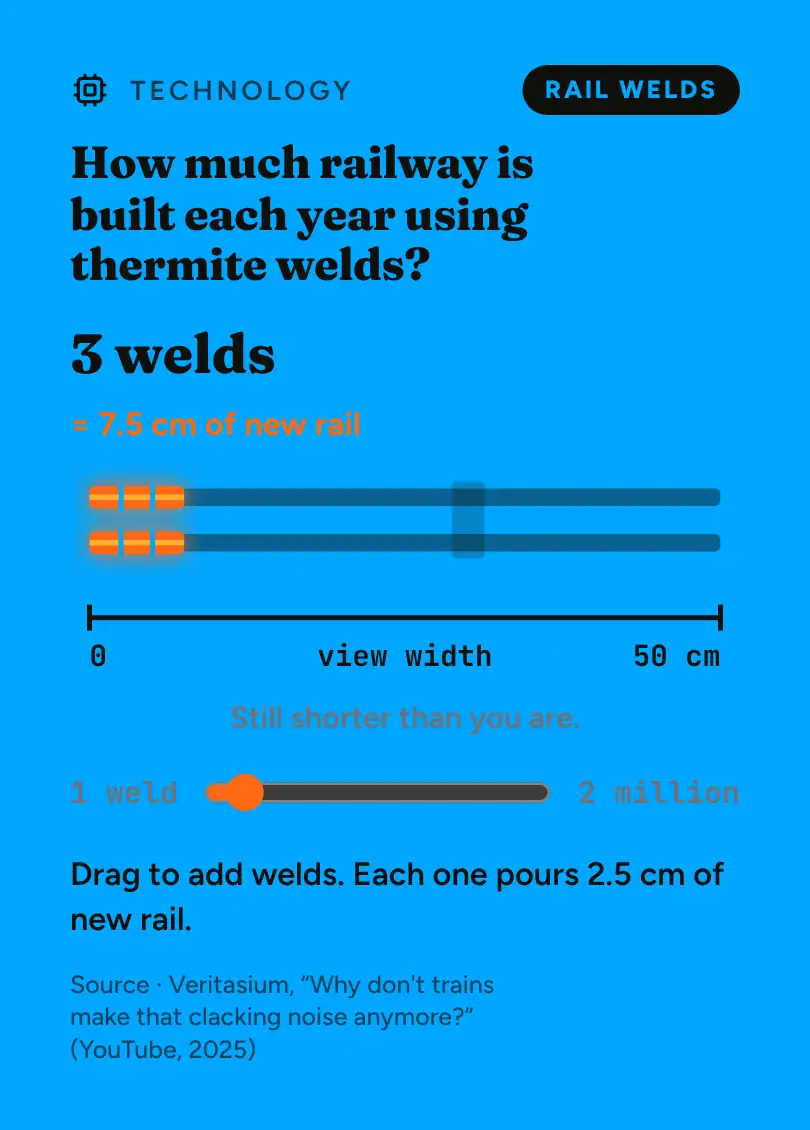 TECHNOLOGY
RAIL WELDS
How much railway is
built each year using
thermite welds?
3 welds
= 7.5 cm of new rail
0
view width
50 cm
Still shorter than you are.
1 weld
2 million
Drag to add welds. Each one pours 2.5 cm of
new rail.
Source · Veritasium, “Why don't trains
make that clacking noise anymore?”
(YouTube, 2025)